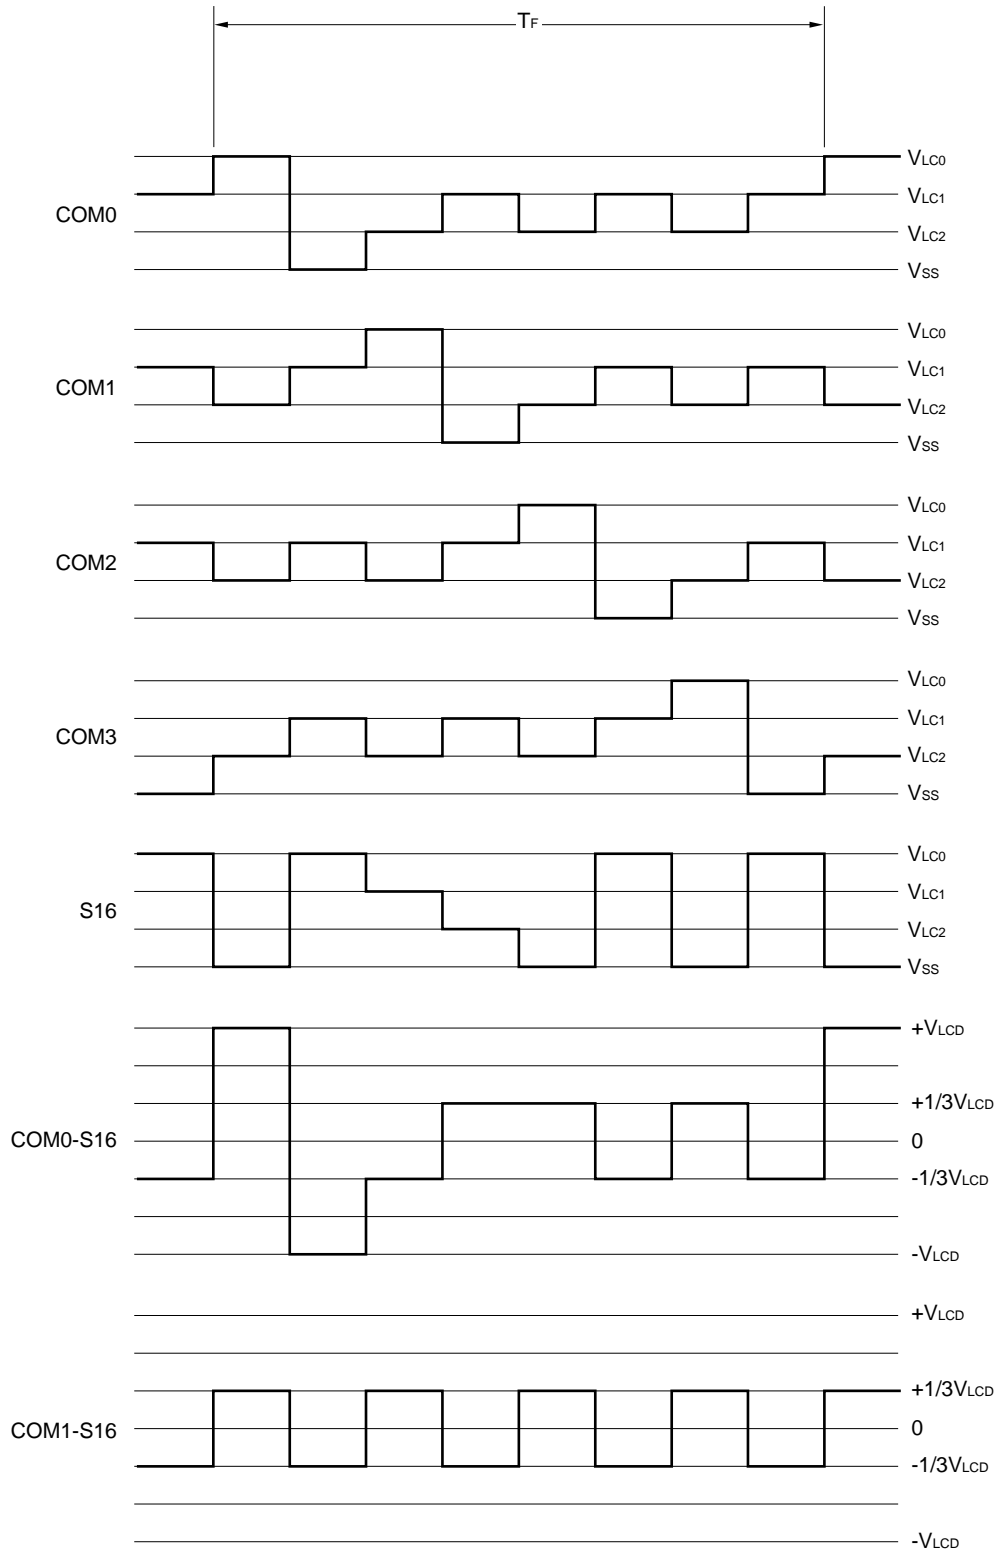 TF
VLC0
VLC1
COM0
VLC2
VSS
VLC0
VLC1
COM1
VLC2
VSS
VLC0
VLC1
COM2
VLC2
VSS
VLC0
VLC1
COM3
VLC2
VSS
VLC0
VLC1
S16
VLC2
VSS
+VLCD
+1/3VLCD
COM0-S16
0
-1/3VLCD
-VLCD
+VLCD
+1/3VLCD
COM1-S16
0
-1/3VLCD
-VLCD